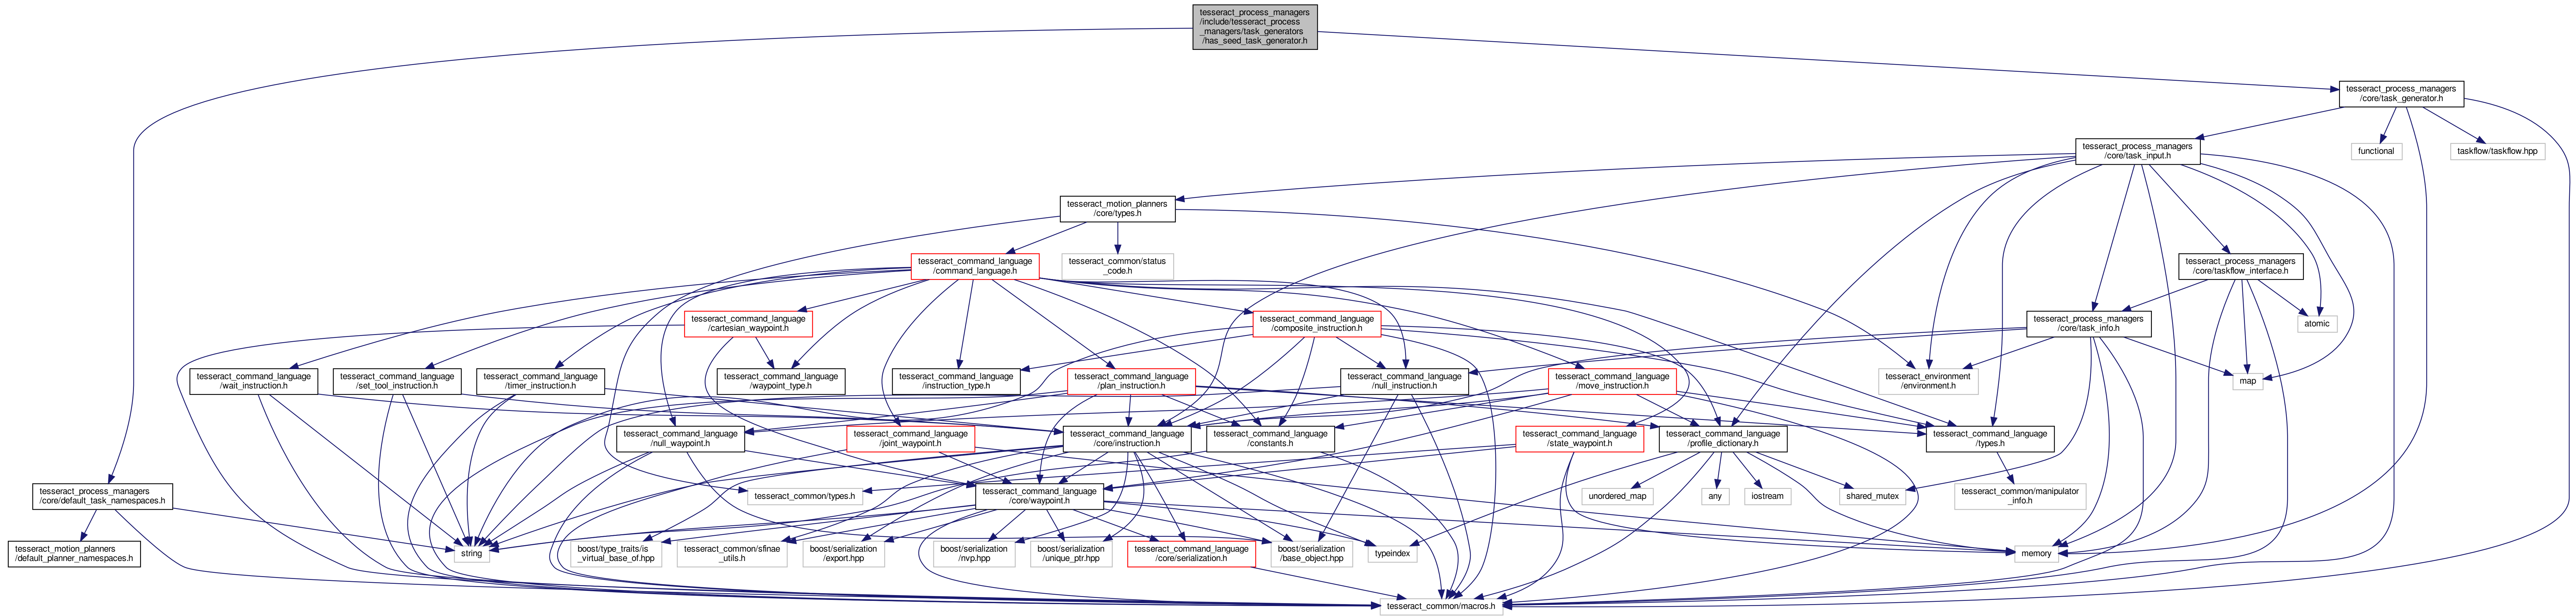 tesseract_process_managers
/include/tesseract_process
_managers/task_generators
/has_seed_task_generator.h
tesseract_process_managers
/core/task_generator.h
tesseract_process_managers
/core/task_input.h
functional
taskflow/taskflow.hpp
tesseract_motion_planners
/core/types.h
tesseract_command_language
/command_language.h
tesseract_common/status
_code.h
tesseract_process_managers
/core/taskflow_interface.h
tesseract_command_language
/cartesian_waypoint.h
tesseract_command_language
/composite_instruction.h
tesseract_process_managers
/core/task_info.h
atomic
tesseract_command_language
/wait_instruction.h
tesseract_command_language
/set_tool_instruction.h
tesseract_command_language
/timer_instruction.h
tesseract_command_language
/waypoint_type.h
tesseract_command_language
/instruction_type.h
tesseract_command_language
/plan_instruction.h
tesseract_command_language
/null_instruction.h
tesseract_command_language
/move_instruction.h
tesseract_environment
/environment.h
map
tesseract_command_language
/null_waypoint.h
tesseract_command_language
/joint_waypoint.h
tesseract_command_language
/core/instruction.h
tesseract_command_language
/constants.h
tesseract_command_language
/state_waypoint.h
tesseract_command_language
/profile_dictionary.h
tesseract_command_language
/types.h
tesseract_process_managers
/core/default_task_namespaces.h
tesseract_common/types.h
tesseract_command_language
/core/waypoint.h
unordered_map
any
iostream
shared_mutex
tesseract_common/manipulator
_info.h
tesseract_motion_planners
/default_planner_namespaces.h
string
boost/type_traits/is
_virtual_base_of.hpp
tesseract_common/sfinae
_utils.h
boost/serialization
/export.hpp
boost/serialization
/nvp.hpp
boost/serialization
/unique_ptr.hpp
tesseract_command_language
/core/serialization.h
boost/serialization
/base_object.hpp
typeindex
memory
tesseract_common/macros.h